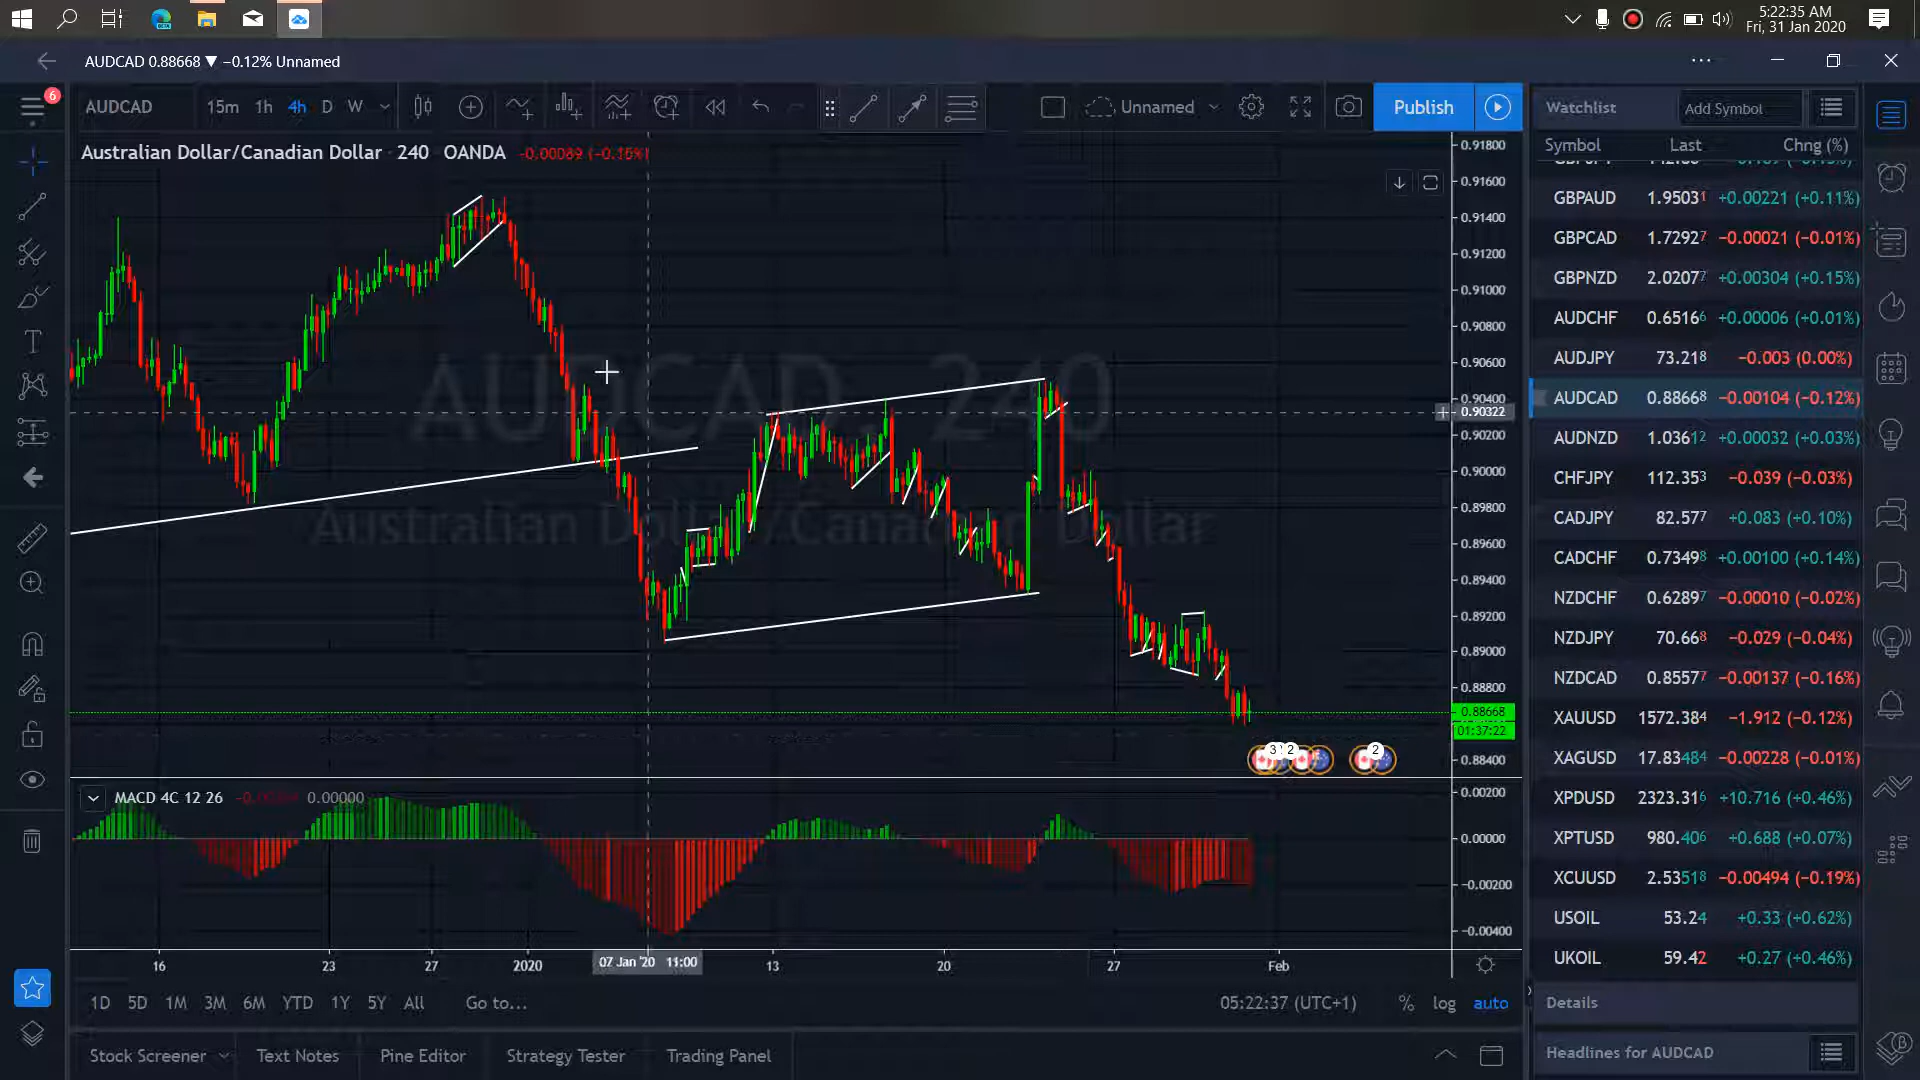 5:22:35 AM
Fri, 31 Jan 2020
AUDCAD 0.88668 ▼ −0.12% Unnamed
6
AUDCAD 15m 1h 4h D W Unnamed Publish
Watchlist Add Symbol
Australian Dollar/Canadian Dollar · 240 OANDA −0.00089 (−0.15%)
Symbol Last Chng (%)
GBPAUD 1.95031 +0.00221 (+0.11%)
GBPCAD 1.72927 −0.00021 (−0.01%)
GBPNZD 2.02077 +0.00304 (+0.15%)
AUDCHF 0.65166 +0.00006 (+0.01%)
AUDJPY 73.218 −0.003 (0.00%)
AUDCAD 0.88668 −0.00104 (−0.12%)
AUDNZD 1.03612 +0.00032 (+0.03%)
CHFJPY 112.353 −0.039 (−0.03%)
CADJPY 82.577 +0.083 (+0.10%)
CADCHF 0.73498 +0.00100 (+0.14%)
NZDCHF 0.62897 −0.00010 (−0.02%)
NZDJPY 70.668 −0.029 (−0.04%)
NZDCAD 0.85577 −0.00137 (−0.16%)
XAUUSD 1572.384 −1.912 (−0.12%)
XAGUSD 17.83484 −0.00228 (−0.01%)
XPDUSD 2323.316 +10.716 (+0.46%)
XPTUSD 980.406 +0.688 (+0.07%)
XCUUSD 2.53518 −0.00494 (−0.19%)
USOIL 53.24 +0.33 (+0.62%)
UKOIL 59.42 +0.27 (+0.46%)
Details
Headlines for AUDCAD
AUDCAD, 240
Australian Dollar/Canadian Dollar
0.91800
0.91600
0.91400
0.91200
0.91000
0.90800
0.90600
0.90400
0.90322
0.90200
0.90000
0.89800
0.89600
0.89400
0.89200
0.89000
0.88800
0.88668
01:37:22
0.88400
3 2 2
MACD 4C 12 26 0.00000
0.00200
0.00000
−0.00200
−0.00400
16 23 27 2020 07 Jan '20 11:00 13 20 27 Feb
1D 5D 1M 3M 6M YTD 1Y 5Y All Go to... 05:22:37 (UTC+1) % log auto
Stock Screener Text Notes Pine Editor Strategy Tester Trading Panel